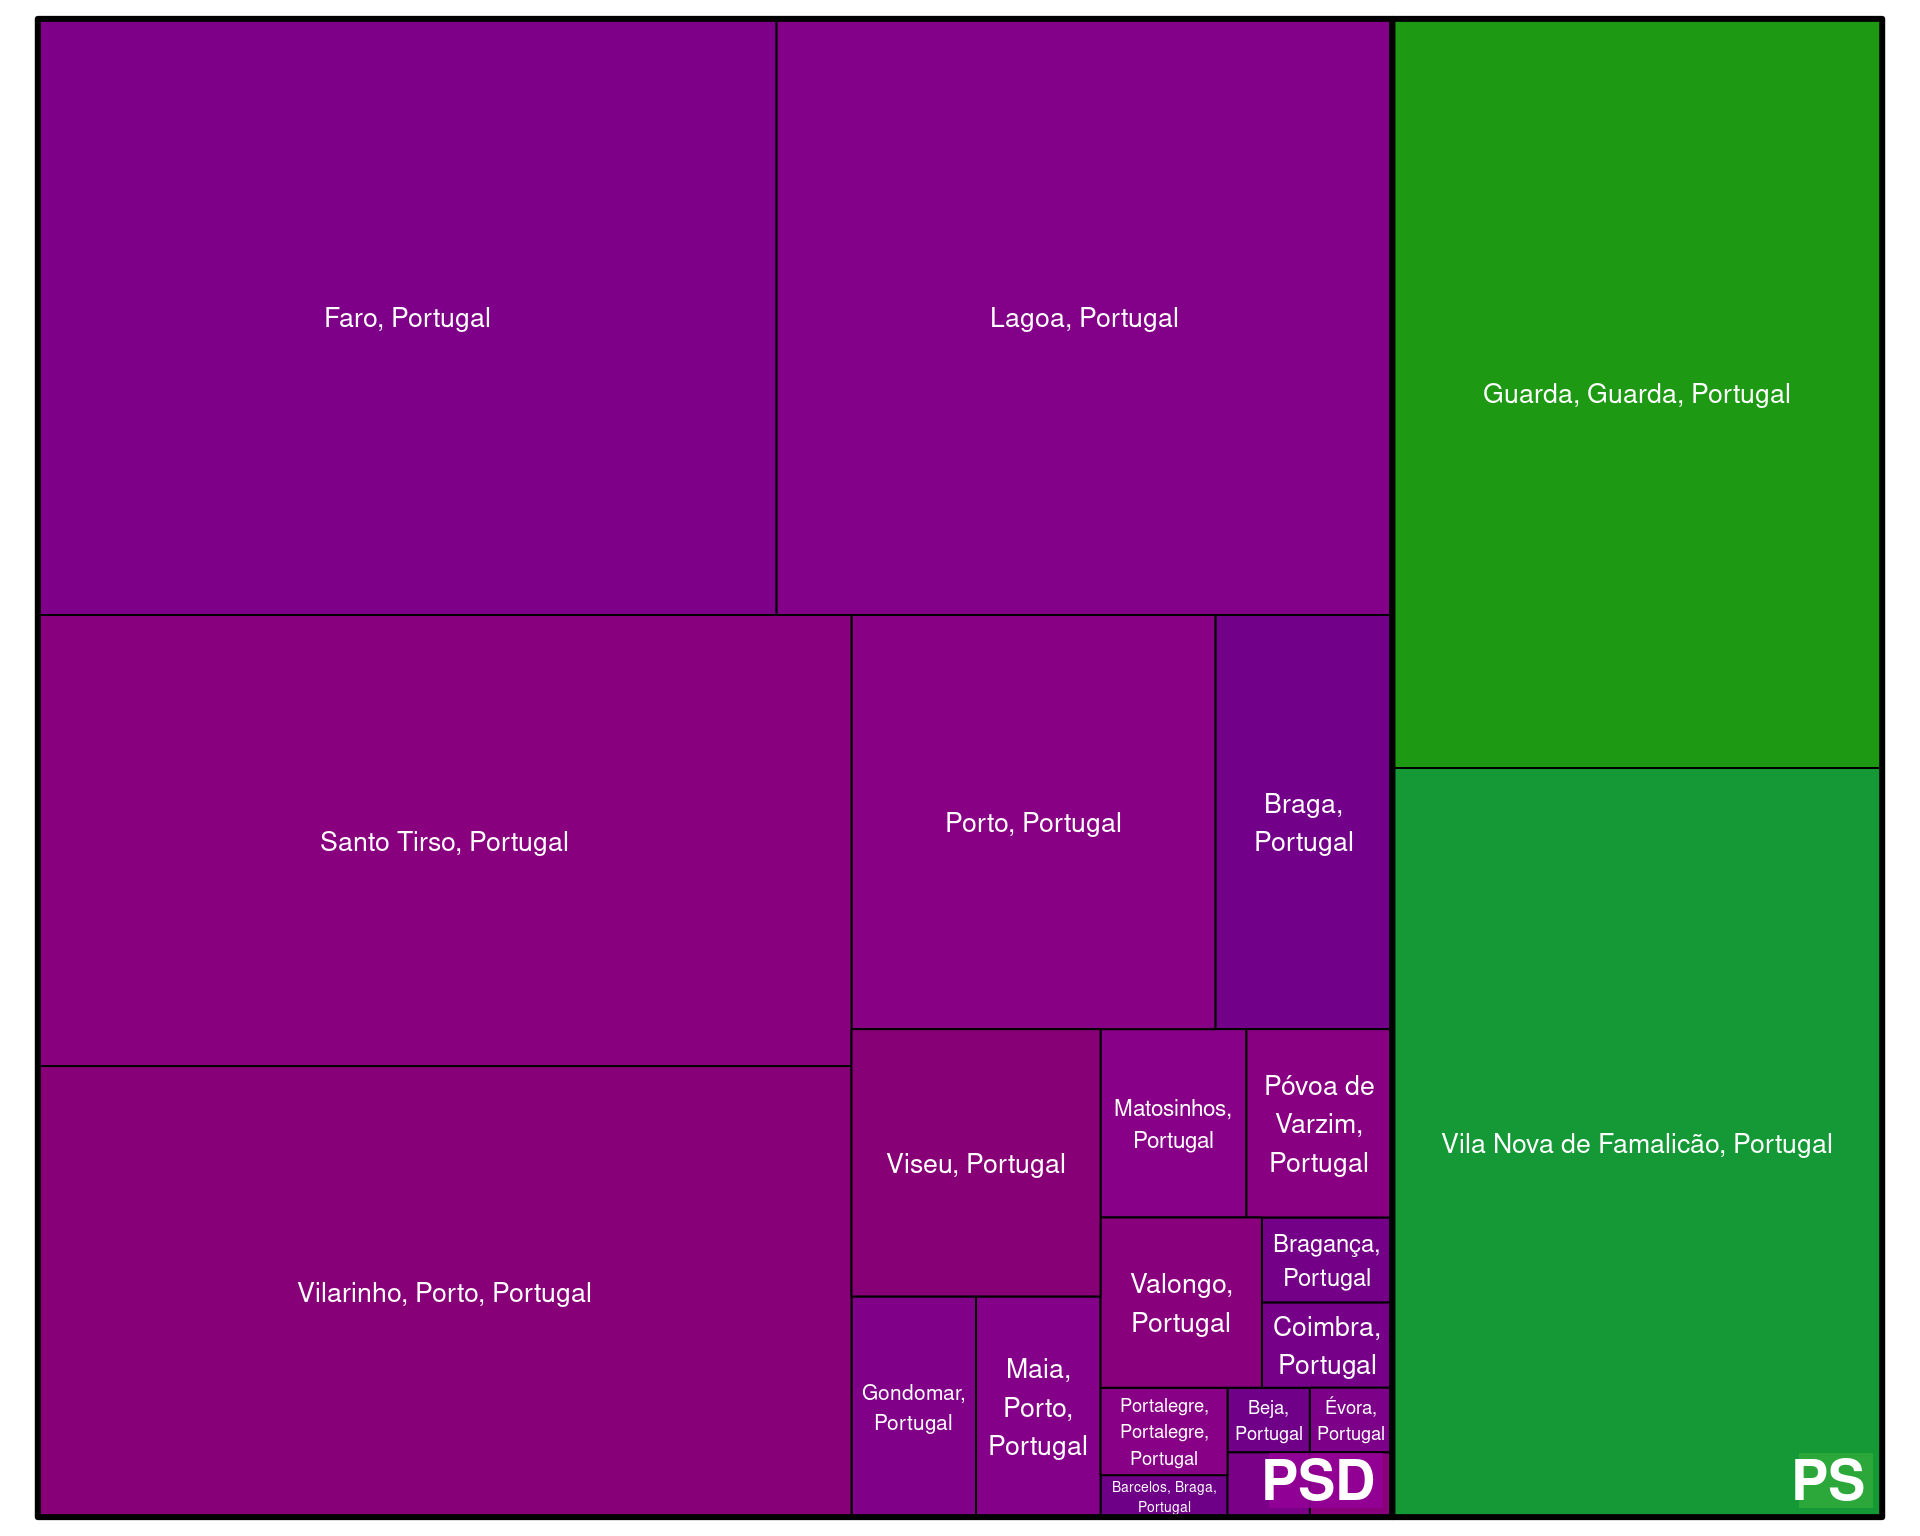 Faro, Portugal
Lagoa, Portugal
Guarda, Guarda, Portugal
Santo Tirso, Portugal
Porto, Portugal
Braga,
Portugal
Vila Nova de Famalicão, Portugal
Vilarinho, Porto, Portugal
Viseu, Portugal
Matosinhos,
Portugal
Póvoa de
Varzim,
Portugal
Valongo,
Portugal
Bragança,
Portugal
Coimbra,
Portugal
Gondomar,
Portugal
Maia,
Porto,
Portugal
Portalegre,
Portalegre,
Portugal
Beja,
Portugal
Évora,
Portugal
Barcelos, Braga,
Portugal
PSD
PS